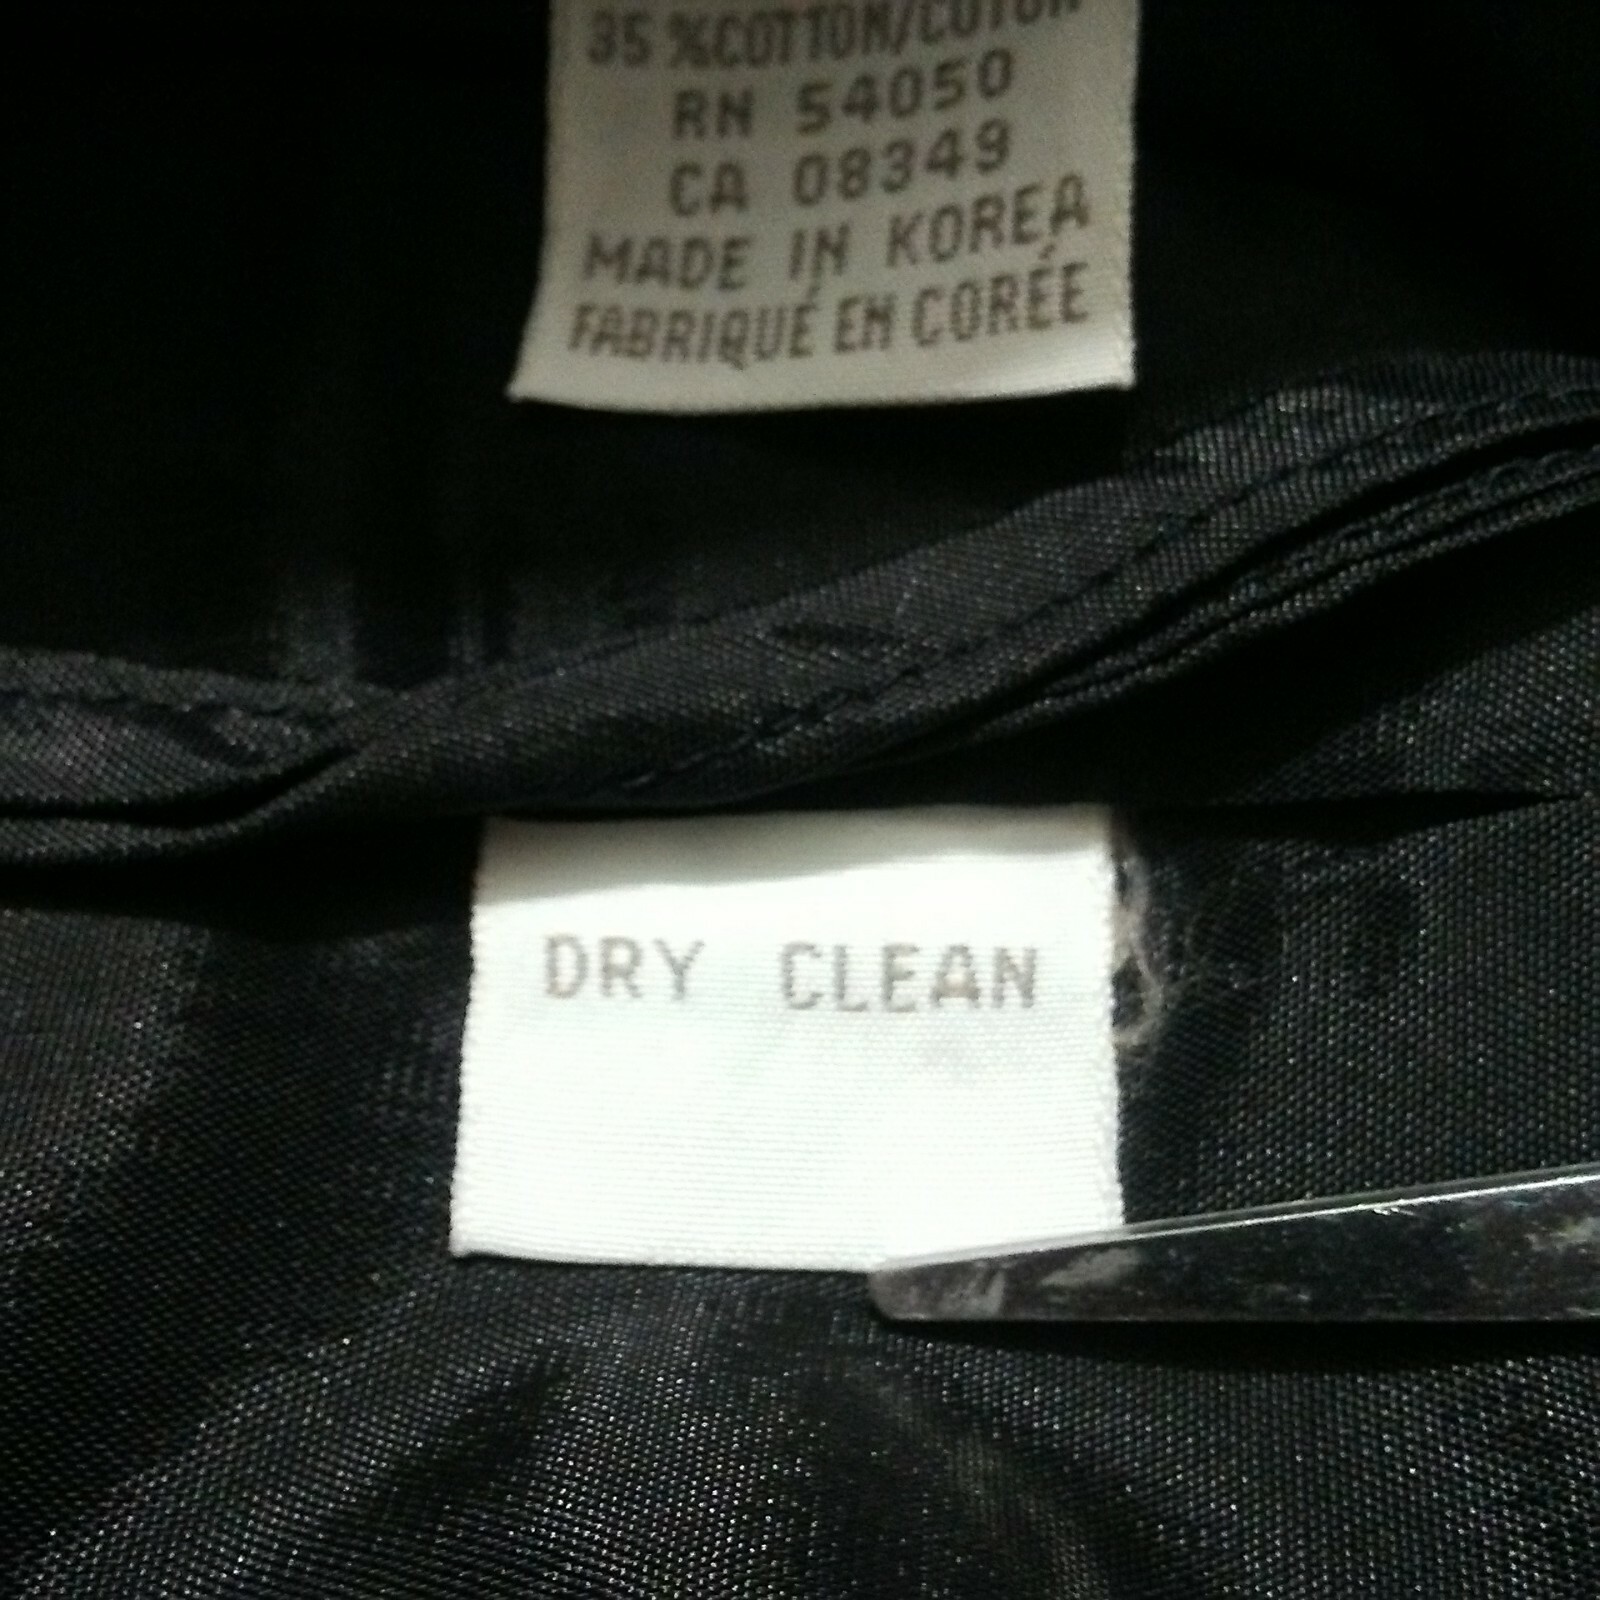 35 %COTTON/COTON
RN 54050
CA 08349
MADE IN KOREA
FABRIQUÉ EN CORÉE
DRY CLEAN